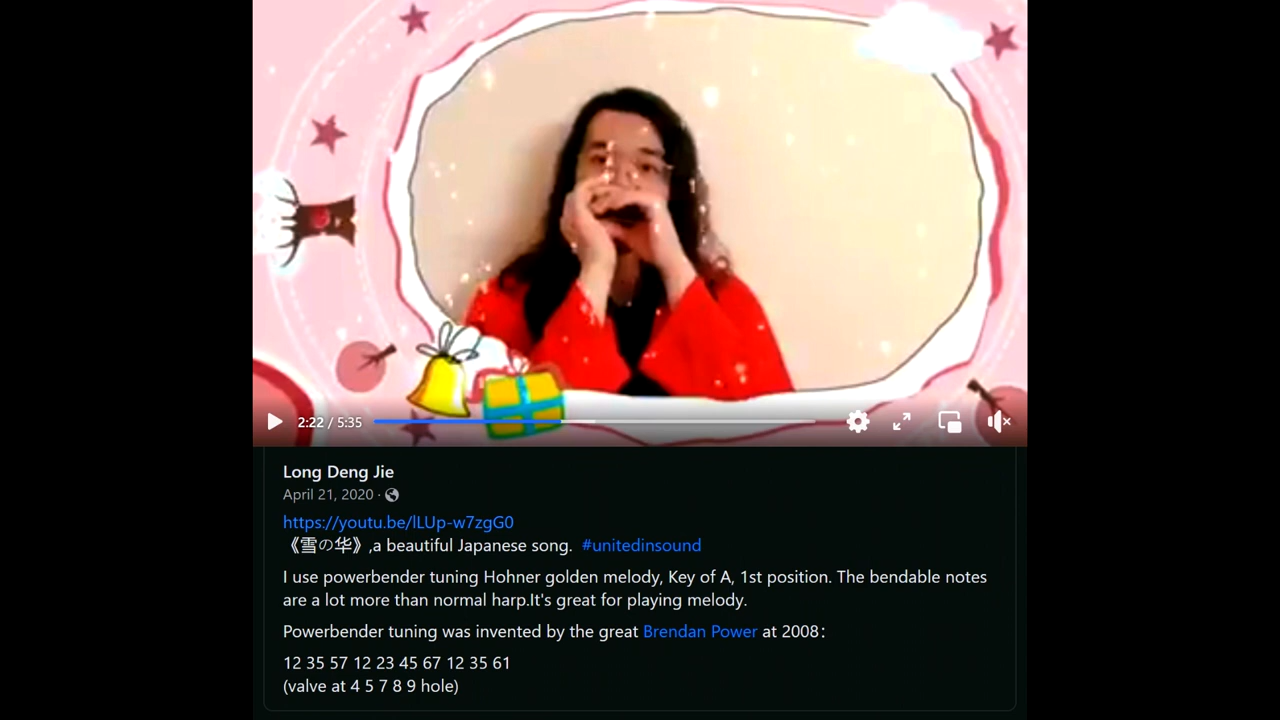 2:22 / 5:35
Long Deng Jie
April 21, 2020 ·
https://youtu.be/lLUp-w7zgG0
《雪の华》,a beautiful Japanese song. #unitedinsound
I use powerbender tuning Hohner golden melody, Key of A, 1st position. The bendable notes
are a lot more than normal harp.It's great for playing melody.
Powerbender tuning was invented by the great Brendan Power at 2008：
12 35 57 12 23 45 67 12 35 61
(valve at 4 5 7 8 9 hole)